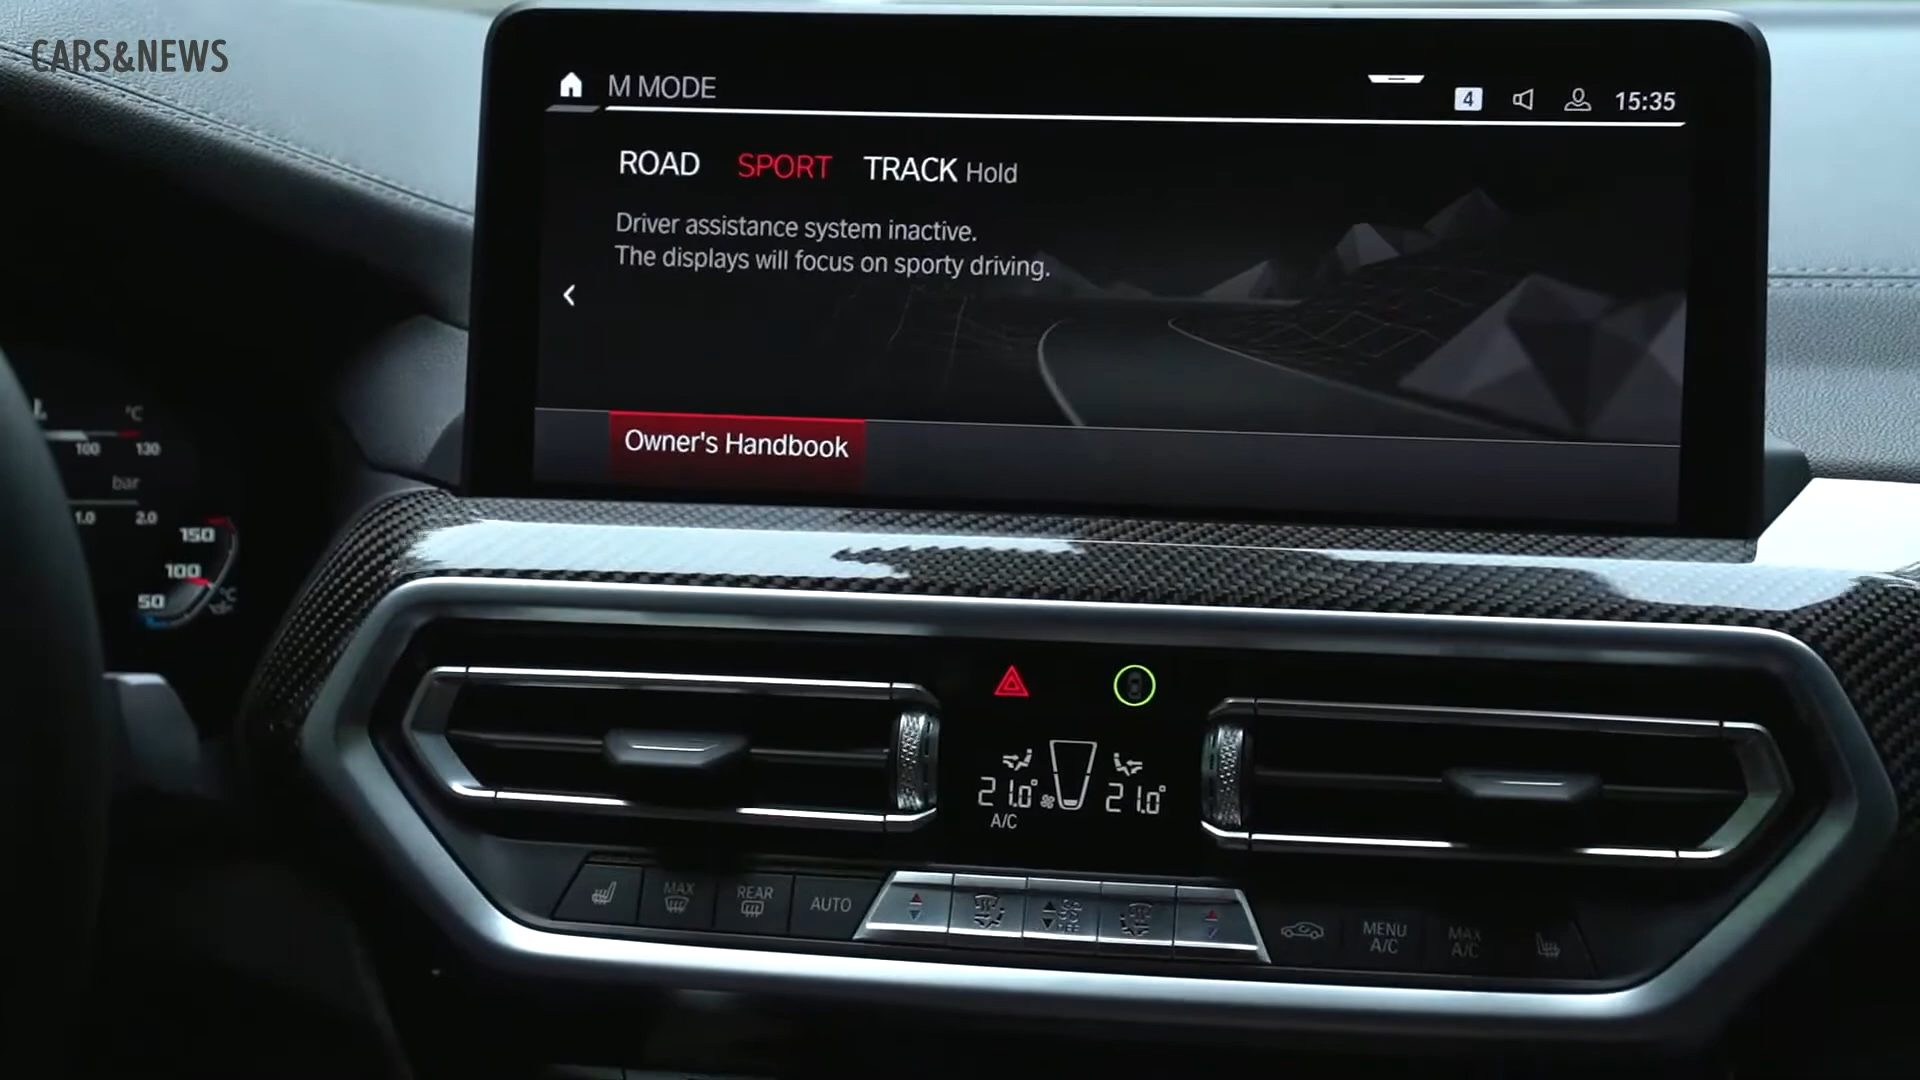 CARS&NEWS
M MODE
4
15:35
ROAD SPORT TRACK Hold
Driver assistance system inactive.
The displays will focus on sporty driving.
Owner's Handbook
°C
100 130
bar
1.0 2.0
150
100
50
°C
21.0° 21.0°
A/C
MAX
REAR
AUTO
MENU
A/C
MAX
A/C